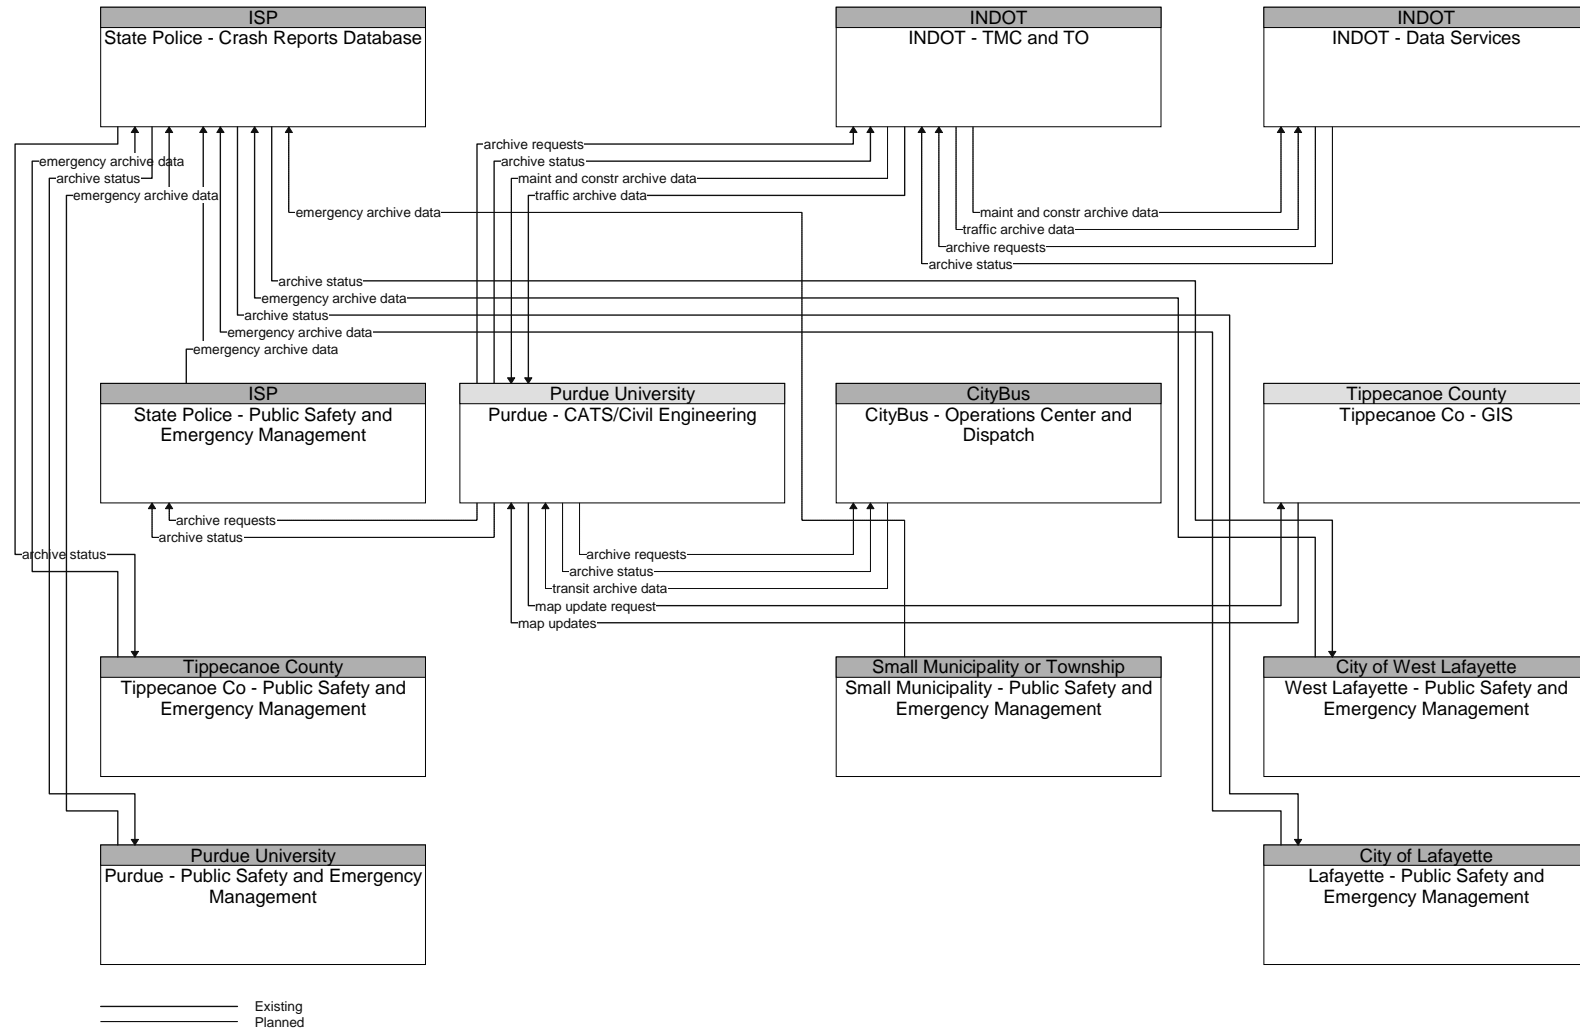 ISP
State Police - Crash Reports Database
INDOT
INDOT - TMC and TO
INDOT
INDOT - Data Services
archive requests
emergency archive data
archive status
archive status
maint and constr archive data
emergency archive data
traffic archive data
emergency archive data
maint and constr archive data
traffic archive data
archive requests
archive status
archive status
emergency archive data
archive status
emergency archive data
emergency archive data
ISP
State Police - Public Safety and
Emergency Management
Purdue University
Purdue - CATS/Civil Engineering
CityBus
CityBus - Operations Center and
Dispatch
Tippecanoe County
Tippecanoe Co - GIS
archive requests
archive status
archive status
archive requests
archive status
transit archive data
map update request
map updates
Tippecanoe County
Tippecanoe Co - Public Safety and
Emergency Management
Small Municipality or Township
Small Municipality - Public Safety and
Emergency Management
City of West Lafayette
West Lafayette - Public Safety and
Emergency Management
Purdue University
Purdue - Public Safety and Emergency
Management
City of Lafayette
Lafayette - Public Safety and
Emergency Management
Existing
Planned